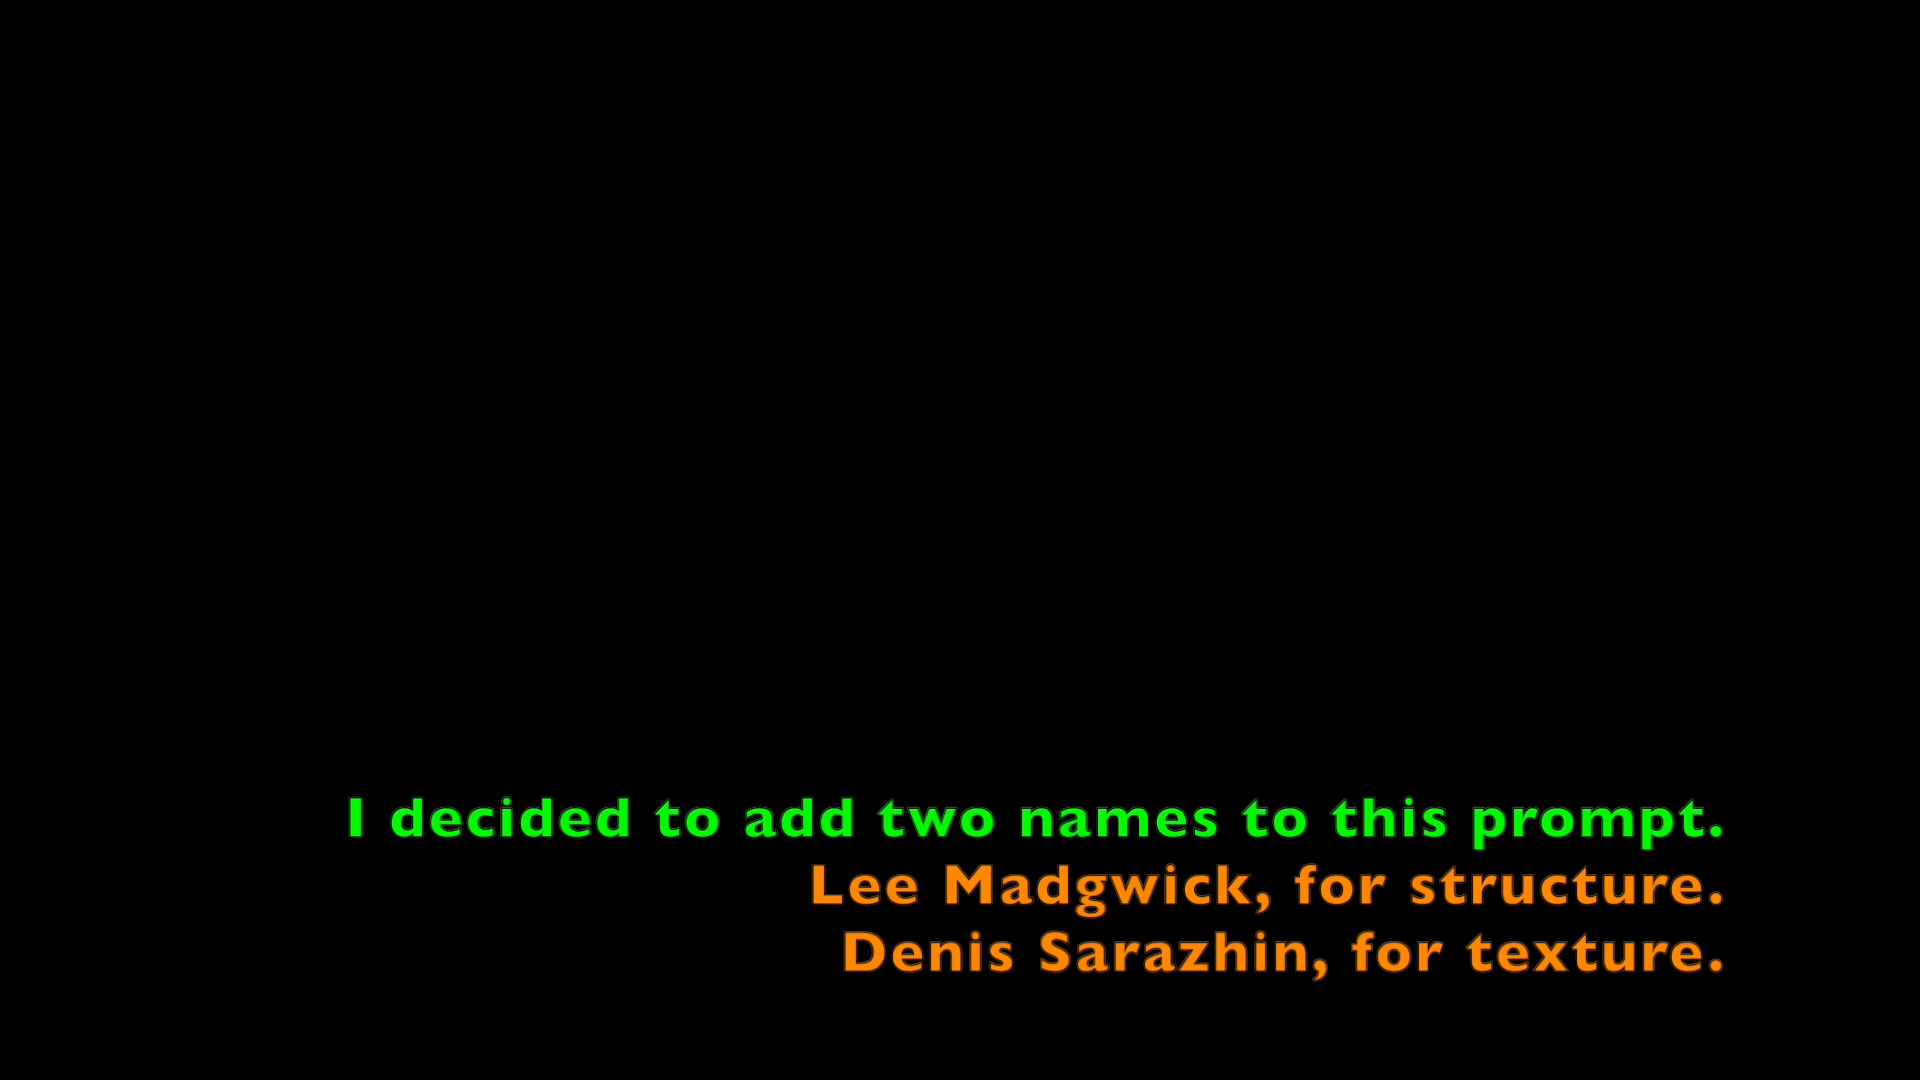 I decided to add two names to this prompt.
Lee Madgwick, for structure.
Denis Sarazhin, for texture.